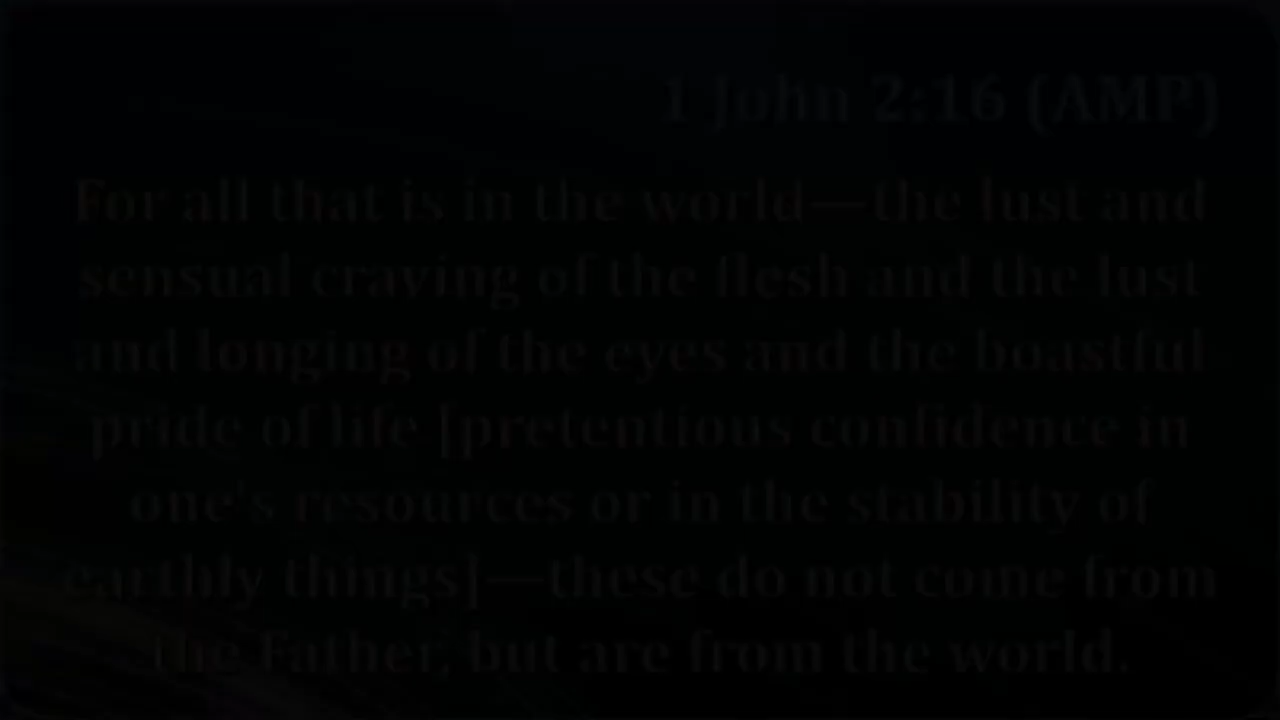 1 John 2:16 (AMP)
For all that is in the world—the lust and
sensual craving of the flesh and the lust
and longing of the eyes and the boastful
pride of life [pretentious confidence in
one's resources or in the stability of
earthly things]—these do not come from
the Father, but are from the world.